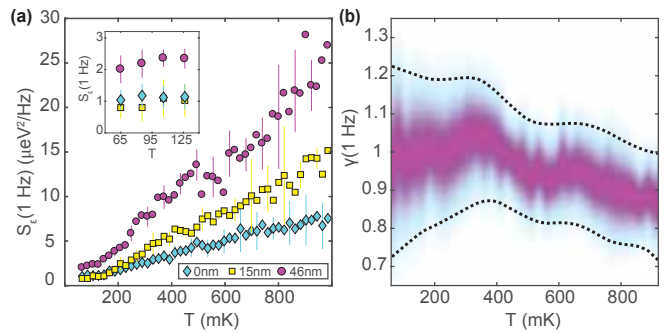 (a)
30
25
20
15
10
5
0
S_ε(1 Hz) (μeV²/Hz)
200
400
600
800
T (mK)
0nm
15nm
46nm
3
2
1
0
S_ε(1 Hz)
65
95
125
T
(b)
1.3
1.2
1.1
1
0.9
0.8
0.7
γ(1 Hz)
200
400
600
800
T (mK)